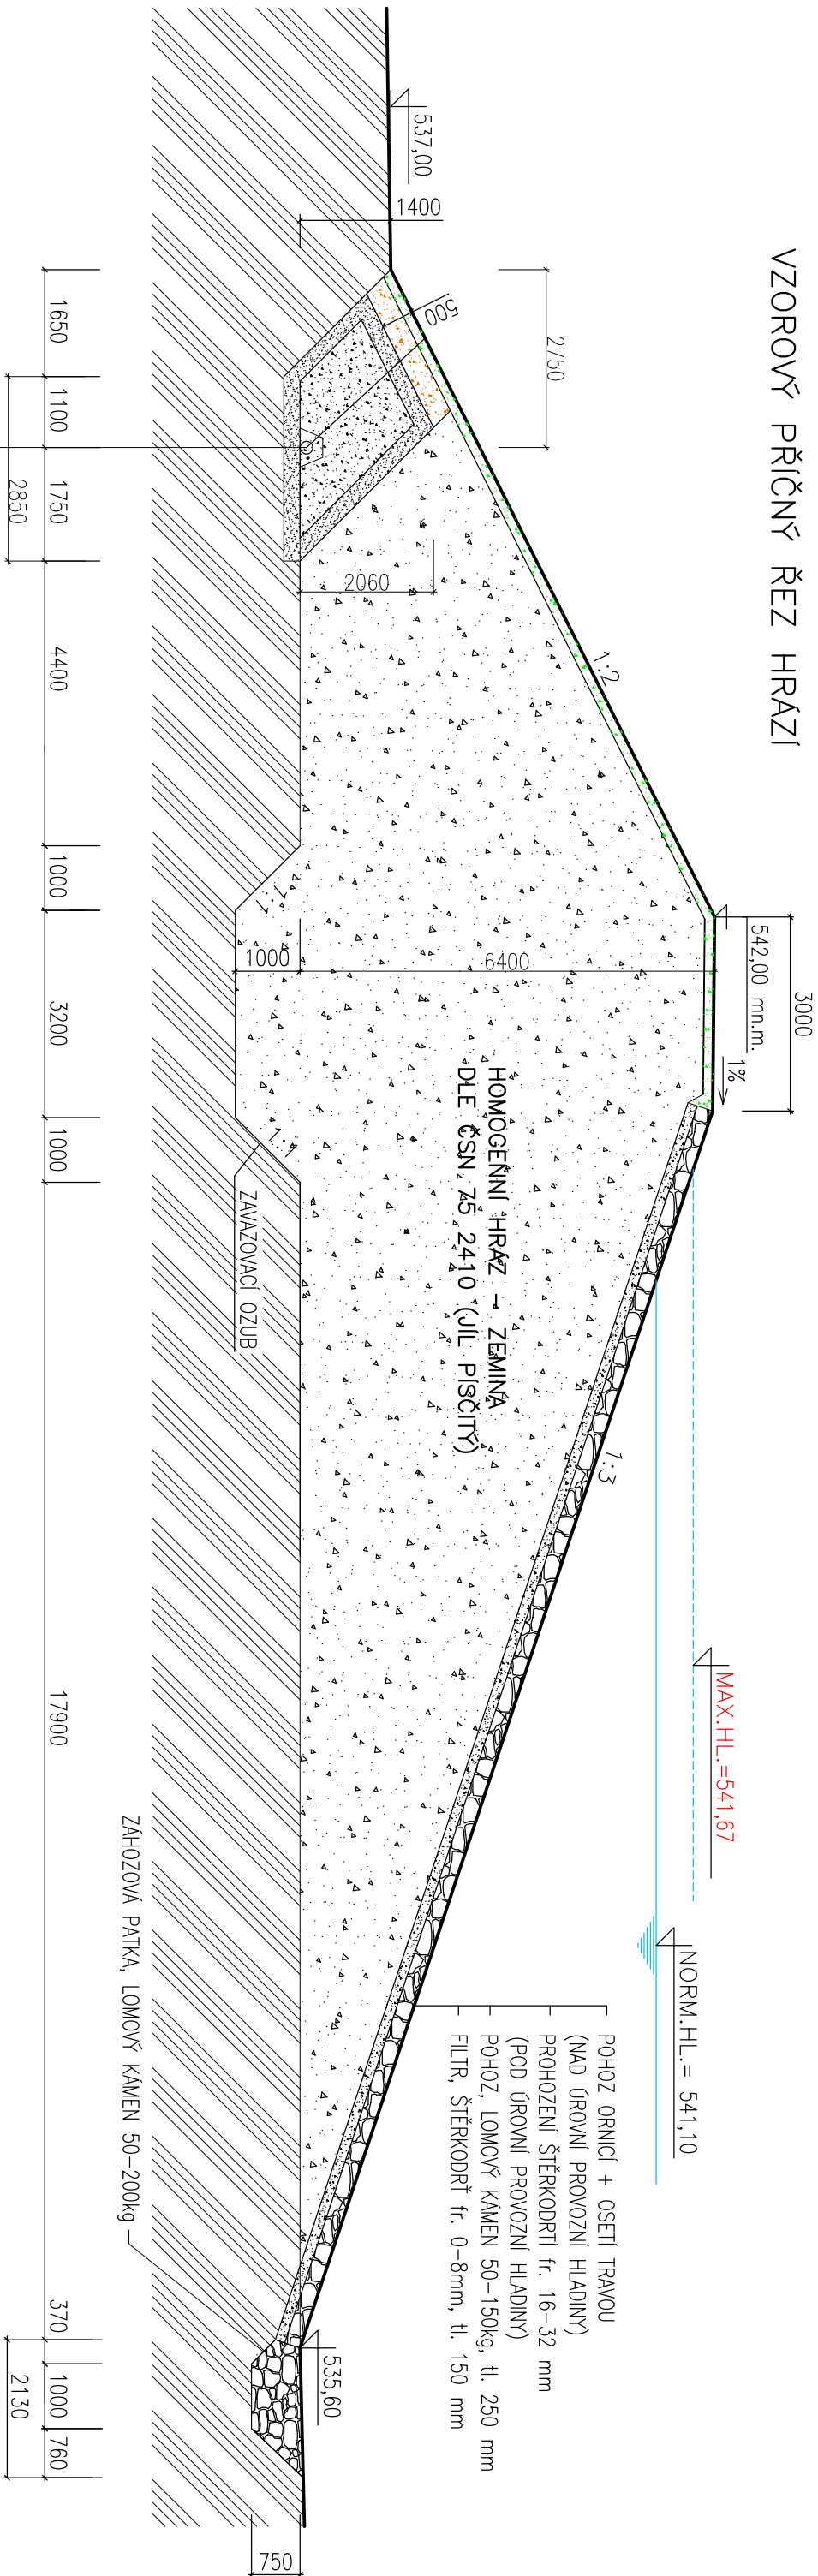 VZOROVÝ PŘÍČNÝ ŘEZ HRÁZÍ
537,00
1400
2750
500
1:2
2060
3000
542,00 mn.m.
1%
6400
1000
1:1
1:1
ZAVAZOVACÍ OZUB
HOMOGENNÍ HRÁZ - ZEMINA
DLE ČSN 75 2410 (JÍL PÍSČITÝ)
1:3
MAX.HL.=541,67
NORM.HL.= 541,10
POHOZ ORNICÍ + OSETÍ TRAVOU
(NAD ÚROVNÍ PROVOZNÍ HLADINY)
PROHOZENÍ ŠTĚRKODRTÍ fr. 16-32 mm
(POD ÚROVNÍ PROVOZNÍ HLADINY)
POHOZ, LOMOVÝ KÁMEN 50-150kg, tl. 250 mm
FILTR, ŠTĚRKODRŤ fr. 0-8mm, tl. 150 mm
535,60
ZÁHOZOVÁ PATKA, LOMOVÝ KÁMEN 50-200kg
750
1650
1100
1750
4400
1000
3200
1000
17900
370
1000
760
2850
2130